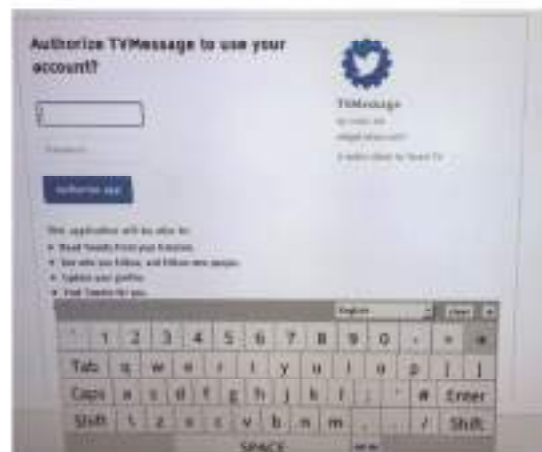 Authorize TVMessage to use your
account?
TVMessage
Authorize app
This application will be able to:
Read Tweets from your timeline.
See who you follow, and follow new people.
Update your profile.
Post Tweets for you.
English
clear
` 1 2 3 4 5 6 7 8 9 0 - =
Tab q w e r t y u i o p [ ]
Caps a s d f g h j k l ; ' # Enter
Shift \ z x c v b n m , . / Shift
SPACE